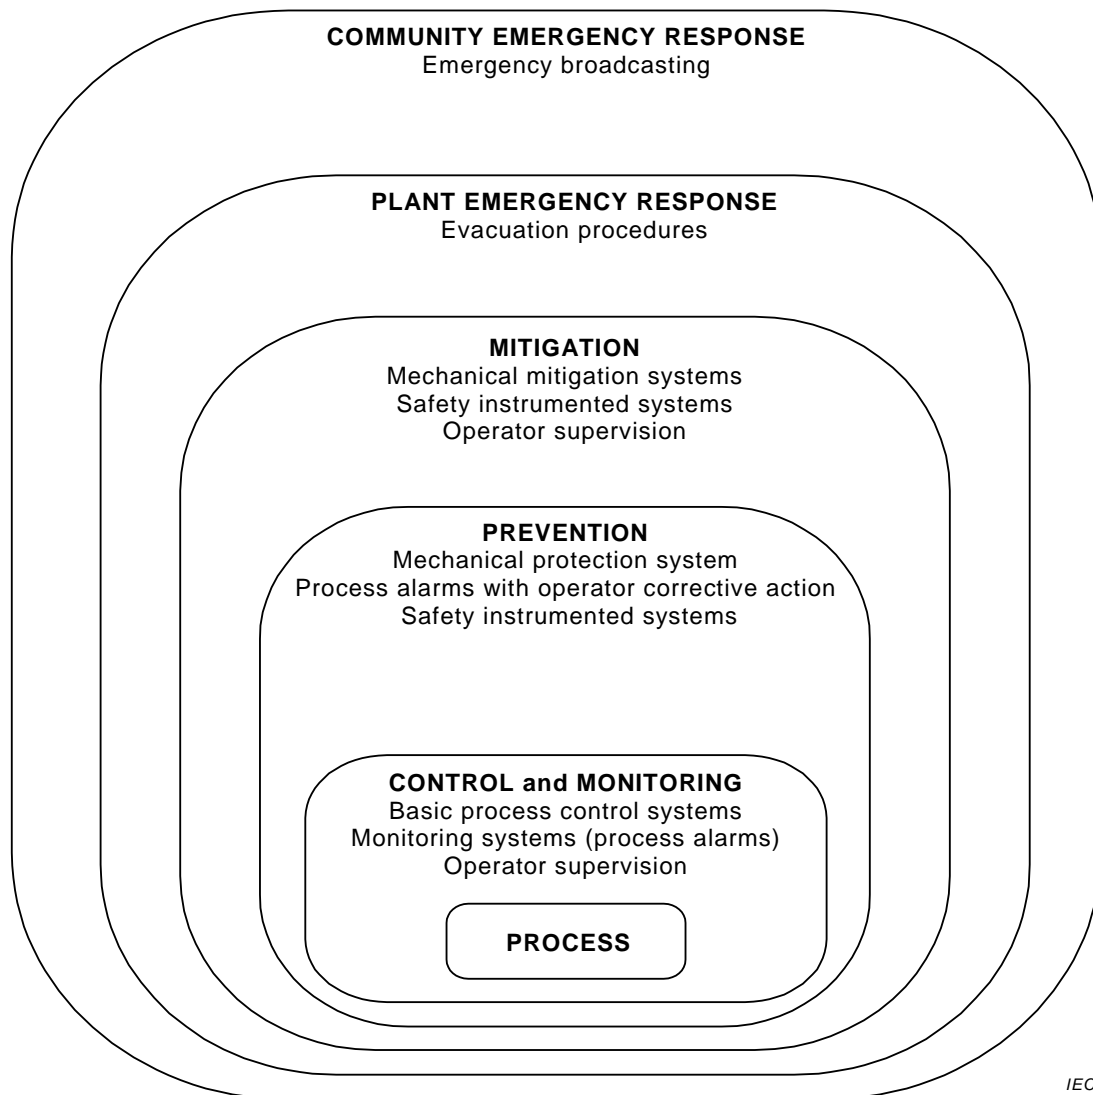 COMMUNITY EMERGENCY RESPONSE
Emergency broadcasting
PLANT EMERGENCY RESPONSE
Evacuation procedures
MITIGATION
Mechanical mitigation systems
Safety instrumented systems
Operator supervision
PREVENTION
Mechanical protection system
Process alarms with operator corrective action
Safety instrumented systems
CONTROL and MONITORING
Basic process control systems
Monitoring systems (process alarms)
Operator supervision
PROCESS
IEC